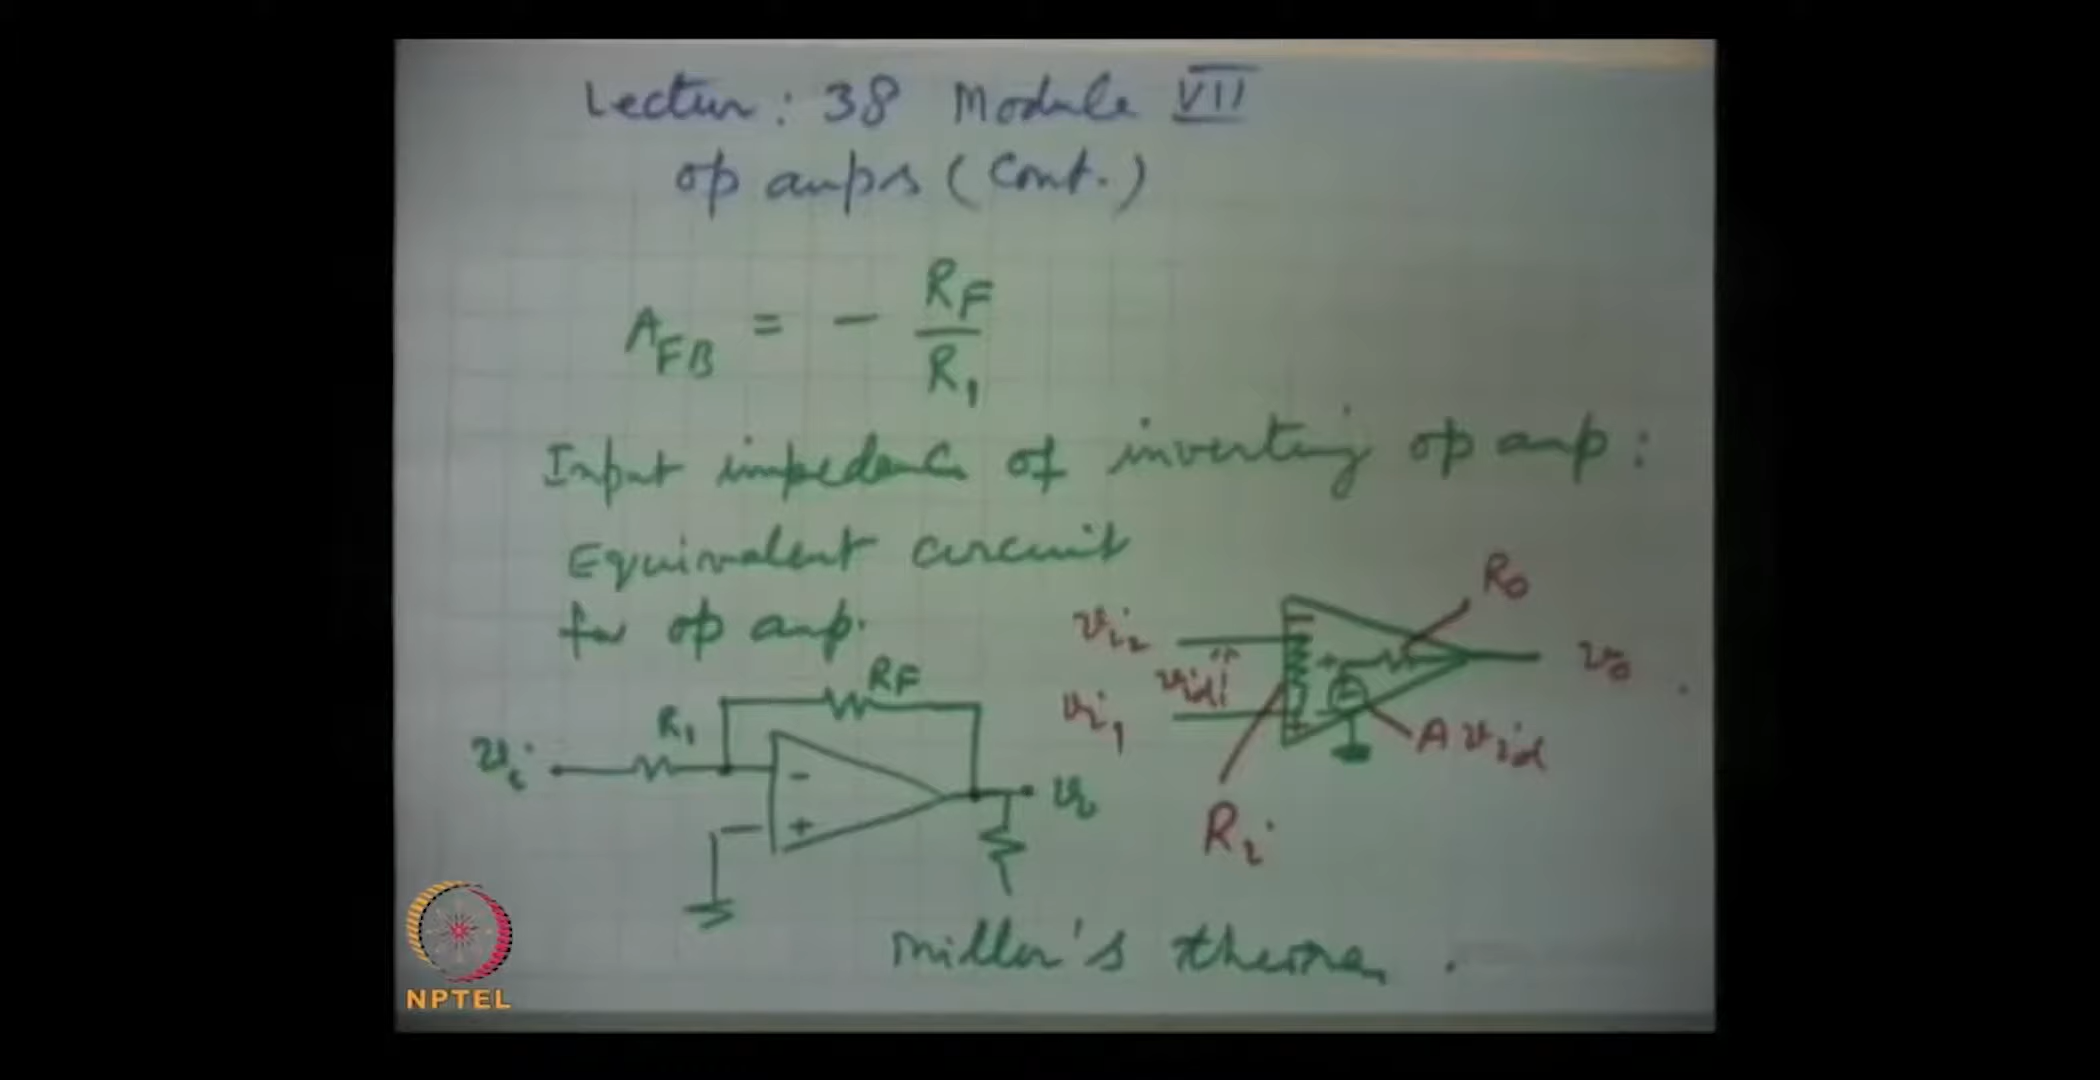 Lectur: 38 Module VII
op amps (Cont.)
A_FB = - R_F / R_1
Input impedance of inverting op amp:
Equivalent circuit
for op amp.
R_F
R_1
v_i
-
+
v_o
R_o
v_i2
v_id
v_i1
+
-
v_o
A v_id
R_i
Miller's theorem.
NPTEL